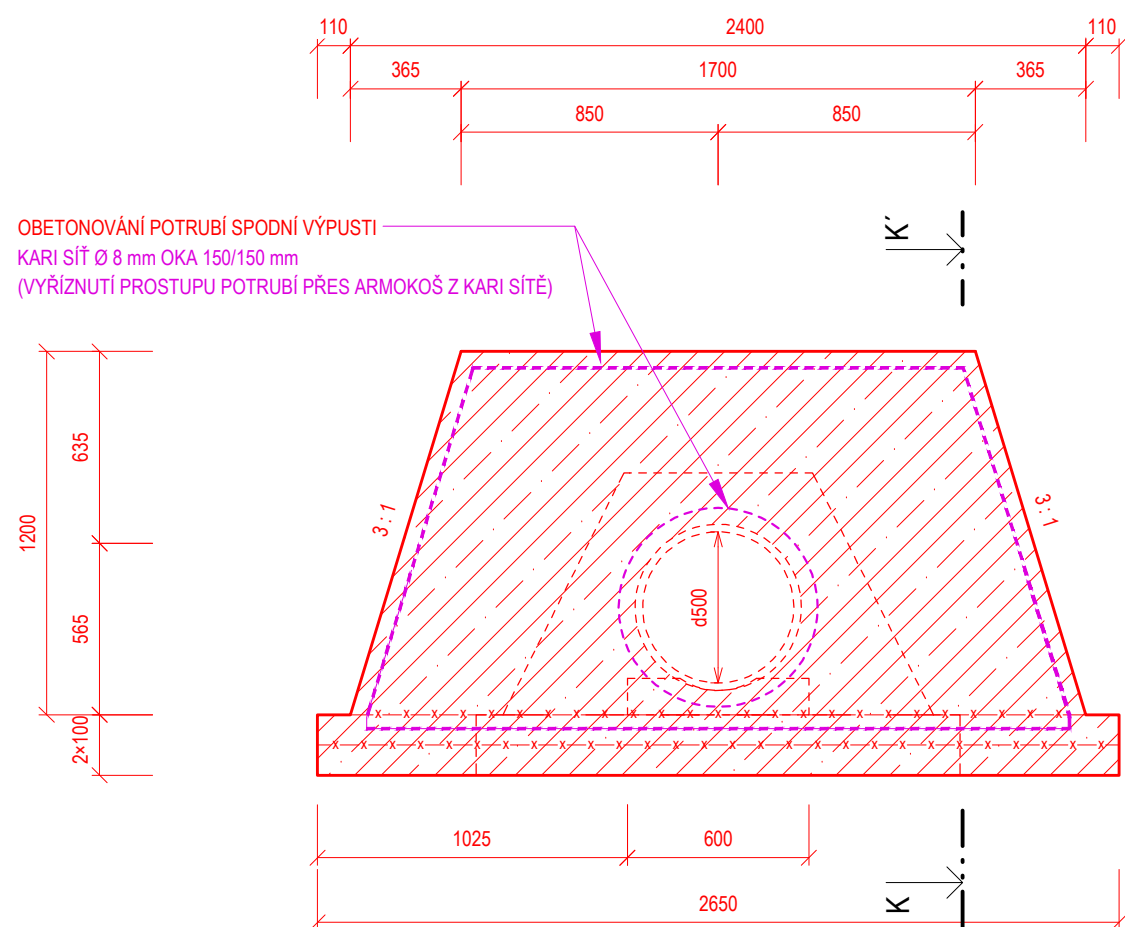 110 2400 110
365 1700 365
850 850
OBETONOVÁNÍ POTRUBÍ SPODNÍ VÝPUSTI
KARI SÍŤ Ø 8 mm OKA 150/150 mm
(VYŘÍZNUTÍ PROSTUPU POTRUBÍ PŘES ARMOKOŠ Z KARI SÍTĚ)
K'
1200
635
565
2×100
3 : 1
3 : 1
d500
1025 600
K
2650